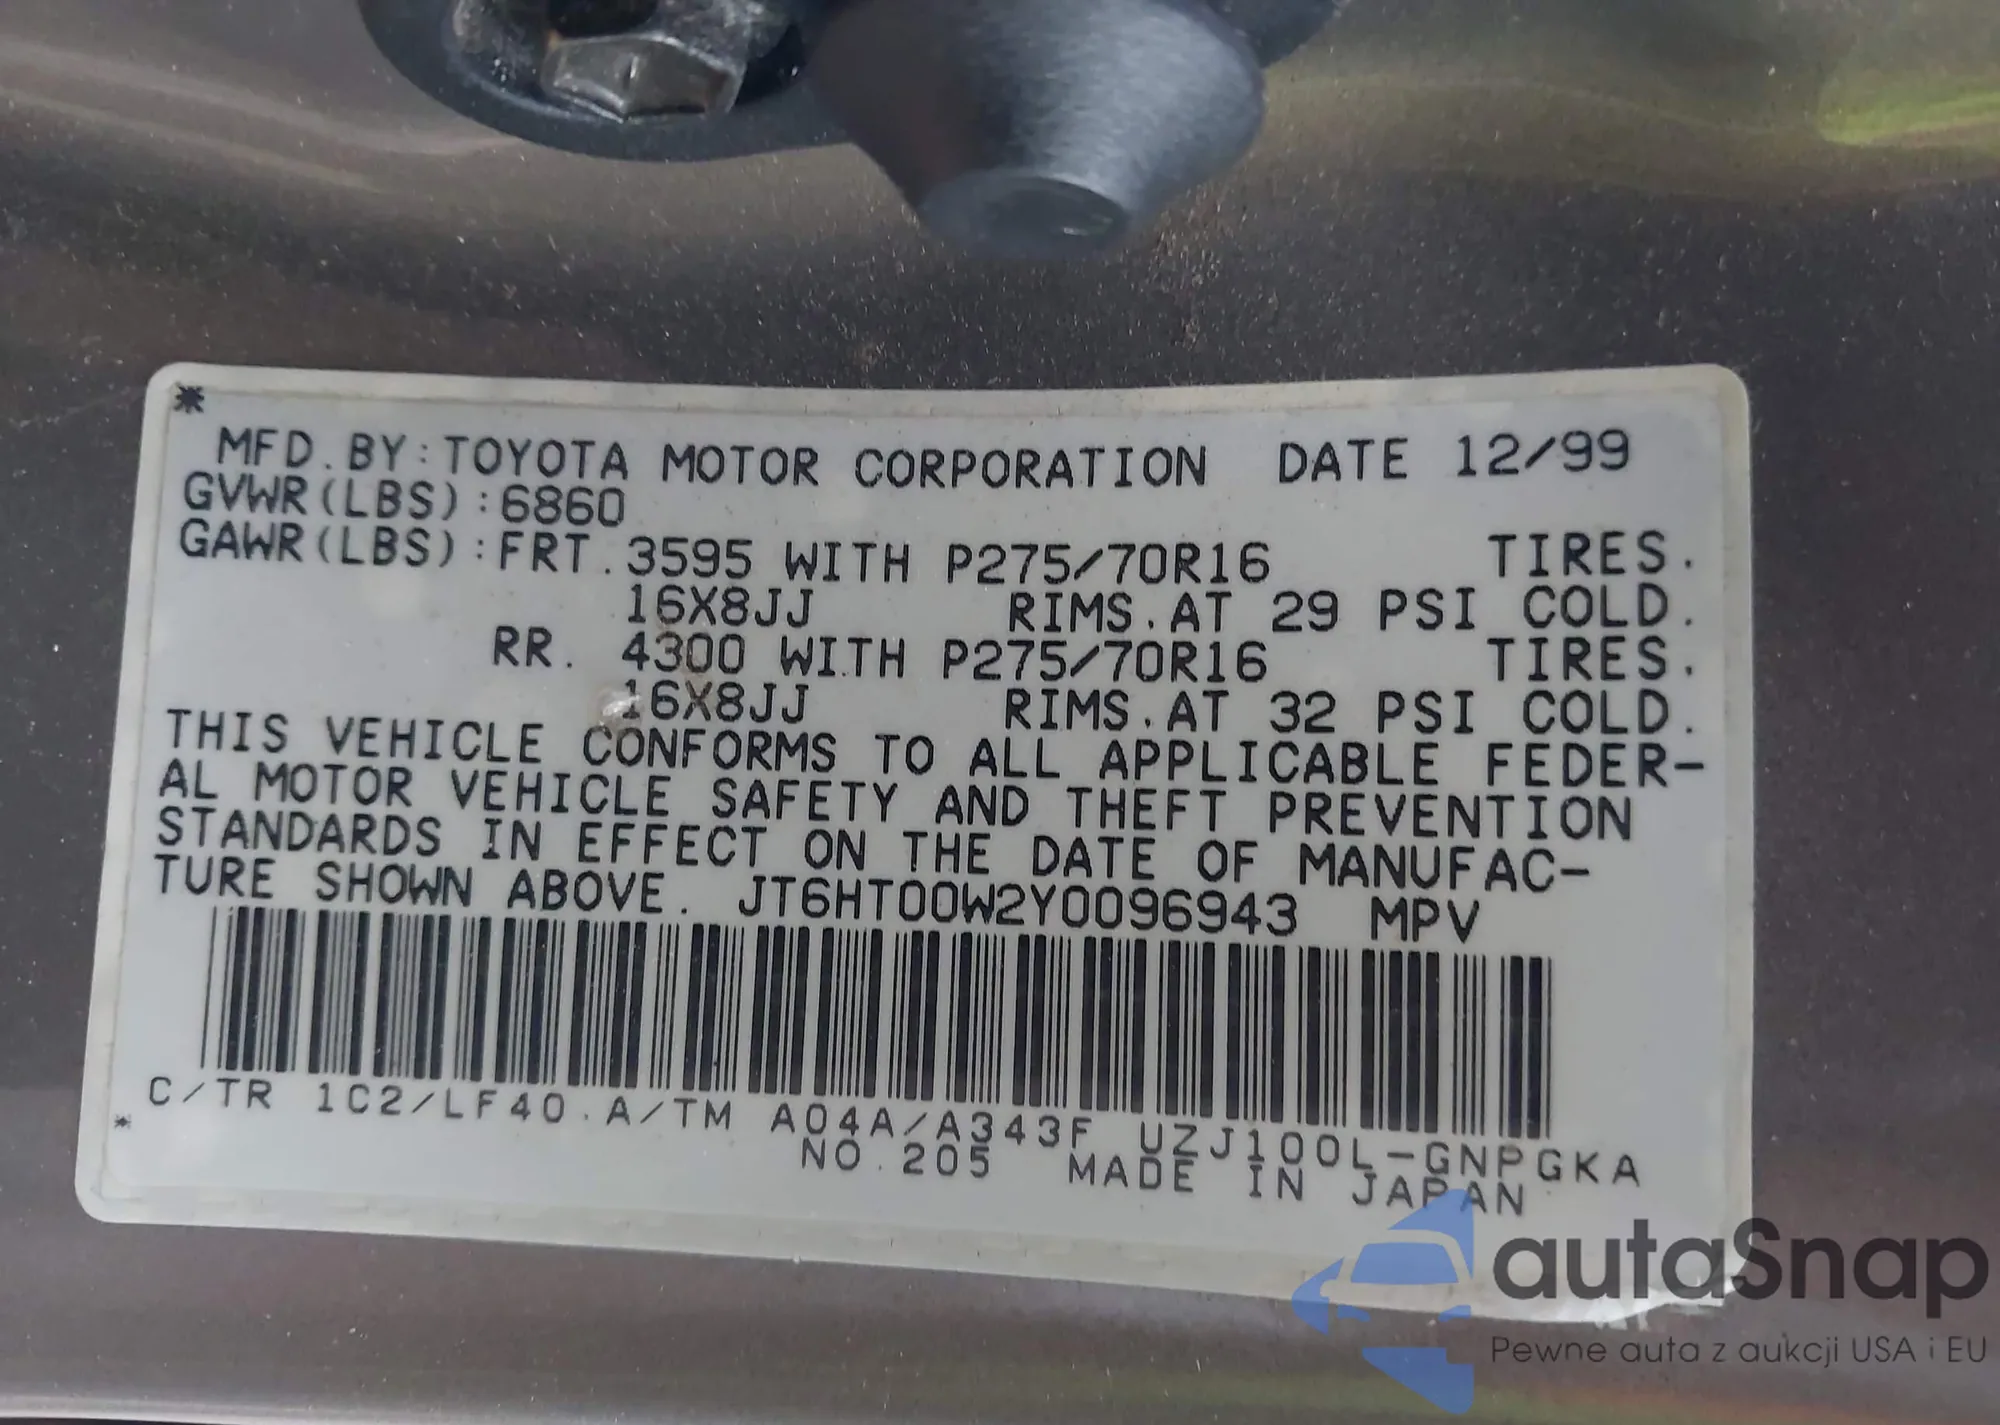 MFD.BY:TOYOTA MOTOR CORPORATION DATE 12/99
GVWR(LBS):6860
GAWR(LBS):FRT.3595 WITH P275/70R16 TIRES.
16X8JJ RIMS.AT 29 PSI COLD.
RR. 4300 WITH P275/70R16 TIRES.
16X8JJ RIMS.AT 32 PSI COLD.
THIS VEHICLE CONFORMS TO ALL APPLICABLE FEDER-
AL MOTOR VEHICLE SAFETY AND THEFT PREVENTION
STANDARDS IN EFFECT ON THE DATE OF MANUFAC-
TURE SHOWN ABOVE. JT6HT00W2Y0096943 MPV
C/TR 1C2/LF40.A/TM A04A/A343F UZJ100L-GNPGKA
NO.205 MADE IN JAPAN
autaSnap
Pewne auta z aukcji USA i EU